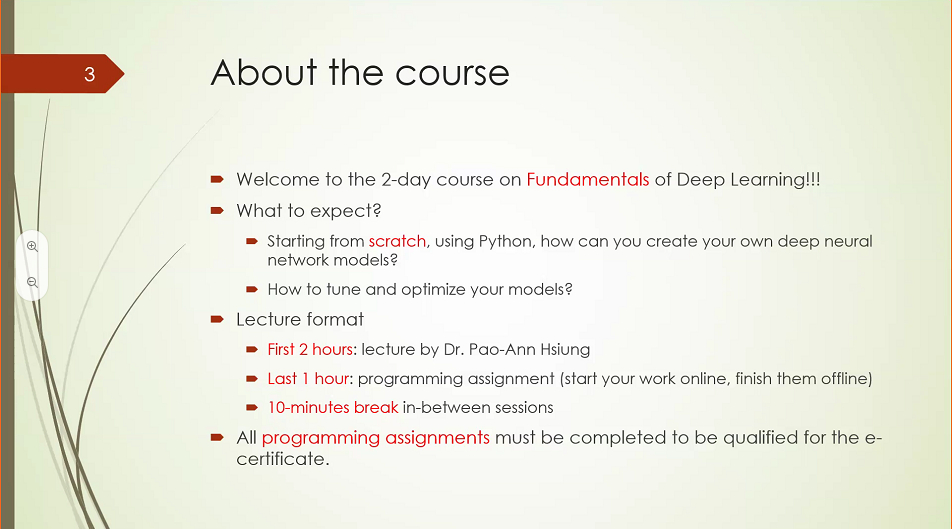 3
About the course
Welcome to the 2-day course on Fundamentals of Deep Learning!!!
What to expect?
Starting from scratch, using Python, how can you create your own deep neural
network models?
How to tune and optimize your models?
Lecture format
First 2 hours: lecture by Dr. Pao-Ann Hsiung
Last 1 hour: programming assignment (start your work online, finish them offline)
10-minutes break in-between sessions
All programming assignments must be completed to be qualified for the e-
certificate.